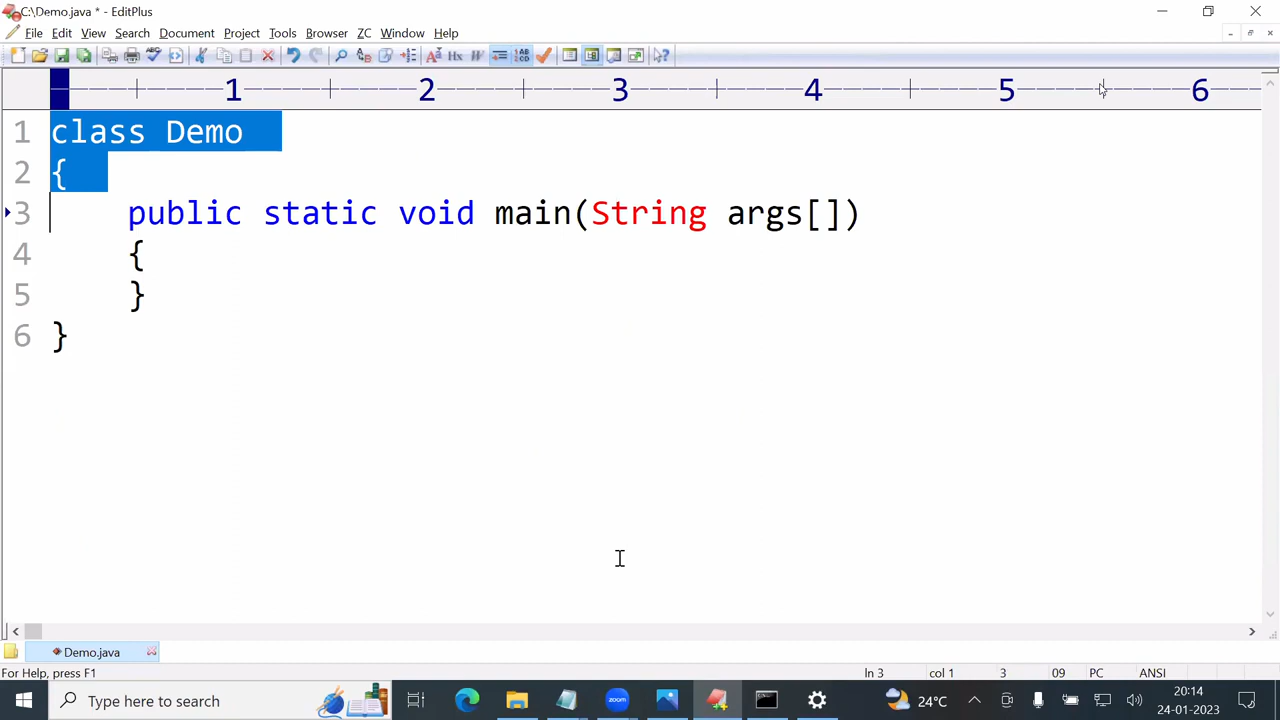 C:\Demo.java * - EditPlus
File Edit View Search Document Project Tools Browser ZC Window Help
1 2 3 4 5 6
1 class Demo
2 {
3 public static void main(String args[])
4 {
5 }
6 }
Demo.java
For Help, press F1 ln 3 col 1 3 09 PC ANSI
Type here to search zoom 24°C 20:14
24-01-2023